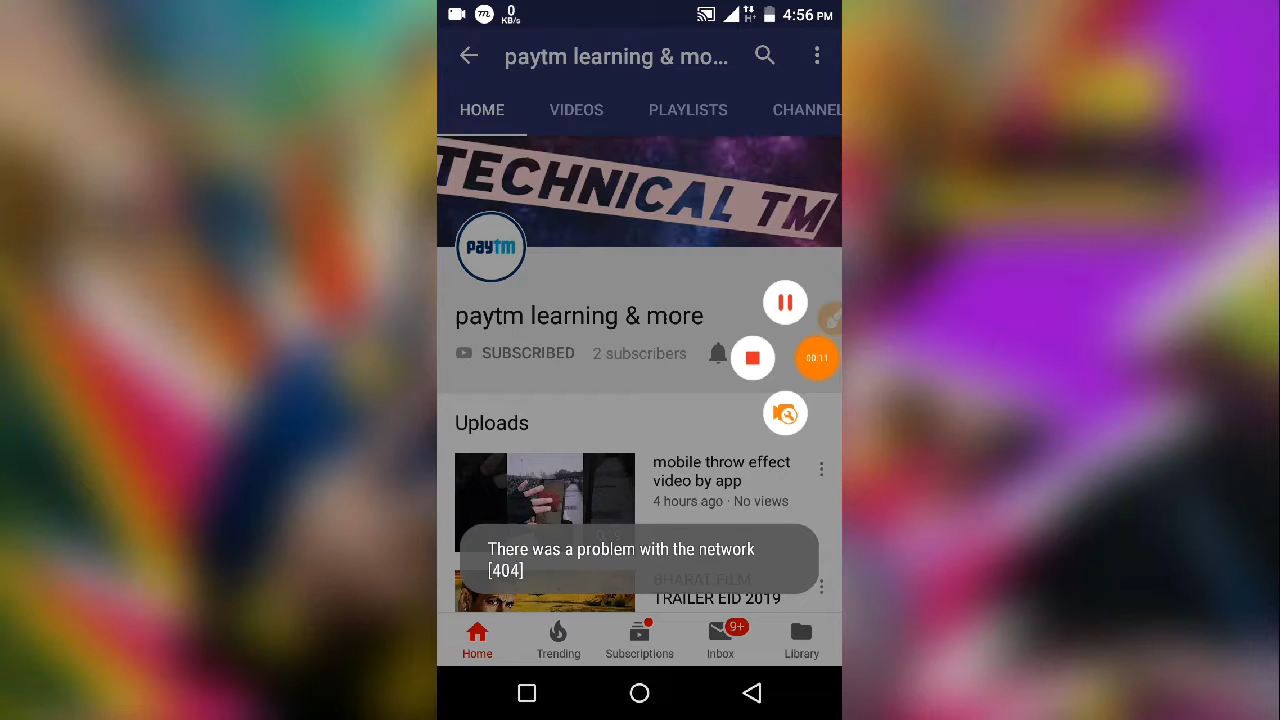 0
KB/s
H+
4:56 PM
paytm learning & mo...
HOME VIDEOS PLAYLISTS CHANNEL
TECHNICAL TM
paytm
paytm learning & more
SUBSCRIBED 2 subscribers
00:11
Uploads
mobile throw effect
video by app
4 hours ago · No views
There was a problem with the network
[404]
BHARAT FILM
TRAILER EID 2019
9+
Home Trending Subscriptions Inbox Library